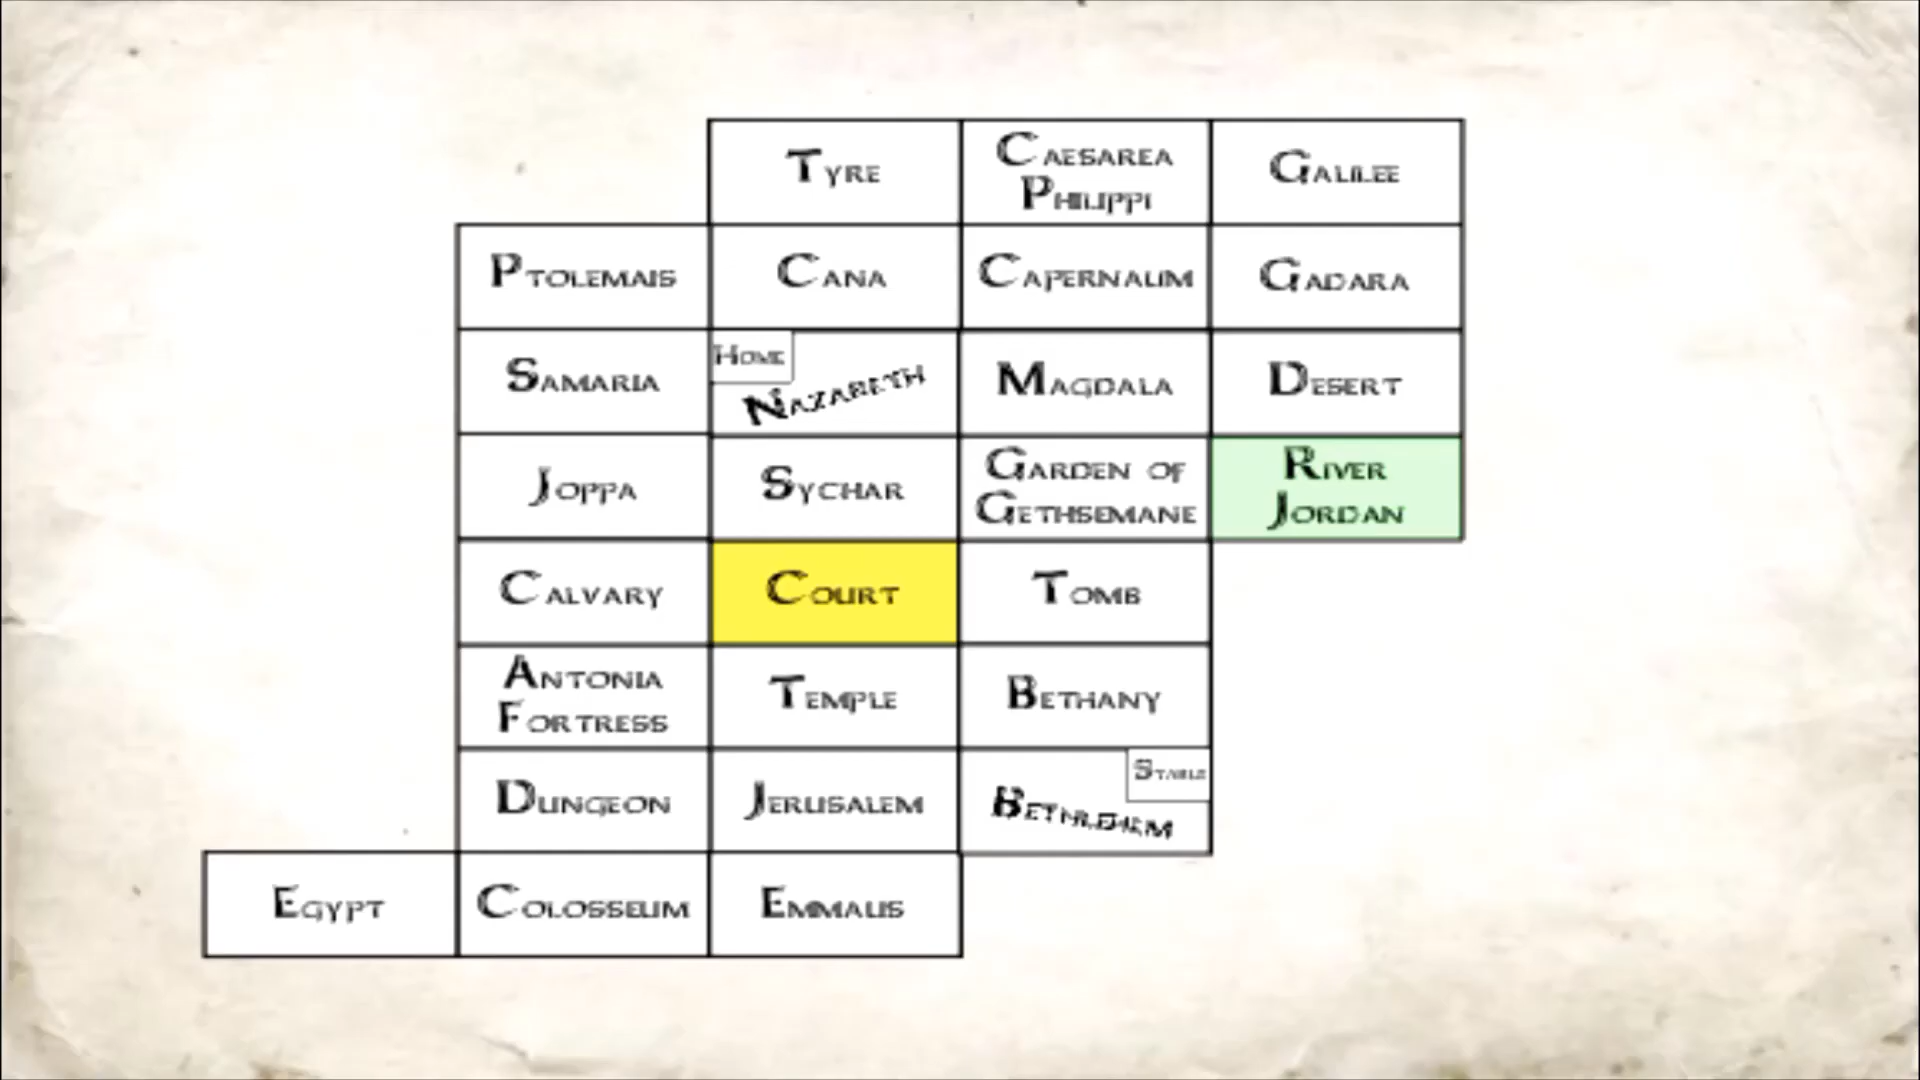 Tyre
Caesarea
Philippi
Galilee
Ptolemais
Cana
Capernaum
Gadara
Samaria
Home
Nazareth
Magdala
Desert
Joppa
Sychar
Garden of
Gethsemane
River
Jordan
Calvary
Court
Tomb
Antonia
Fortress
Temple
Bethany
Dungeon
Jerusalem
Stable
Bethlehem
Egypt
Colosseum
Emmaus